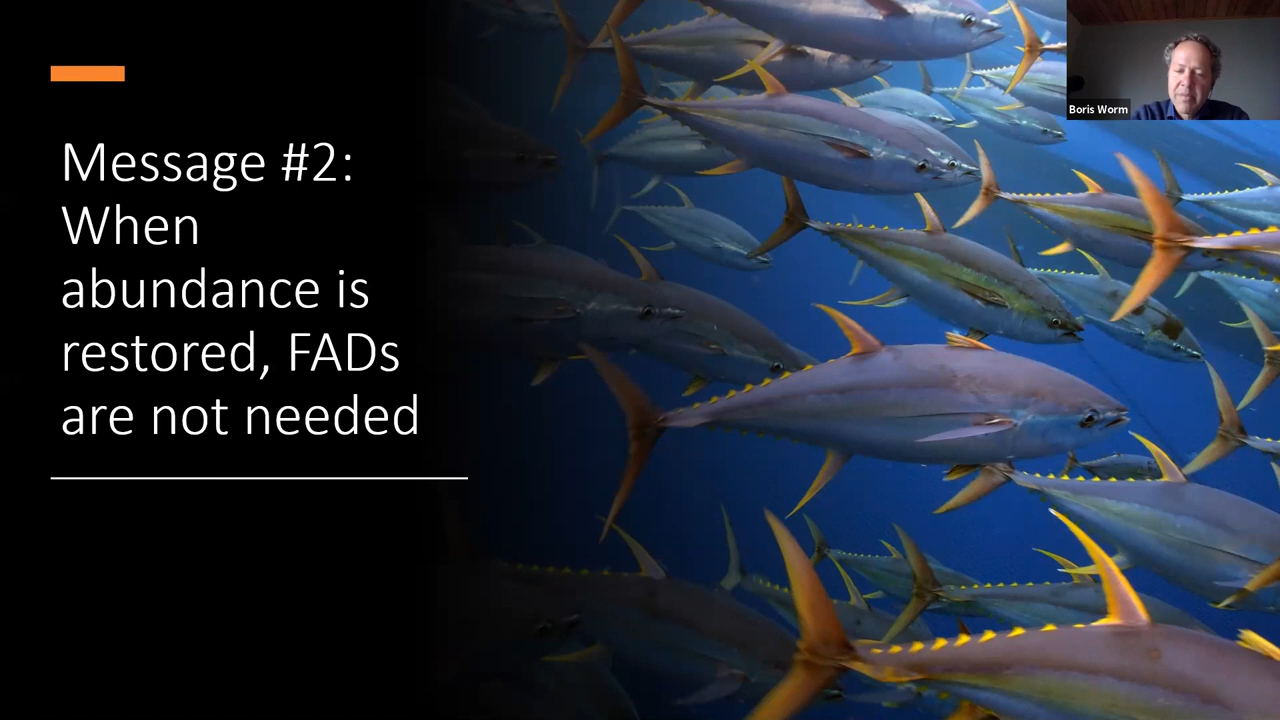 Message #2:
When
abundance is
restored, FADs
are not needed
Boris Worm